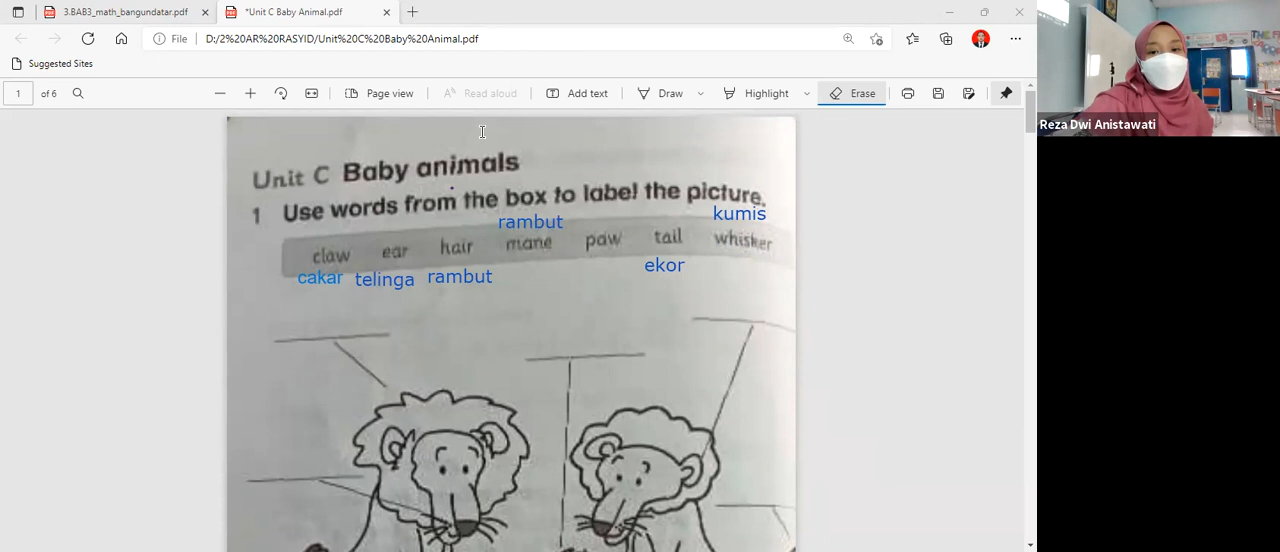 3.BAB3_math_bangundatar.pdf
*Unit C Baby Animal.pdf
File D:/2%20AR%20RASYID/Unit%20C%20Baby%20Animal.pdf
Suggested Sites
1 of 6 Page view Read aloud Add text Draw Highlight Erase
Reza Dwi Anistawati
Unit C Baby animals
1 Use words from the box to label the picture.
rambut kumis
claw ear hair mane paw tail whisker
cakar telinga rambut ekor